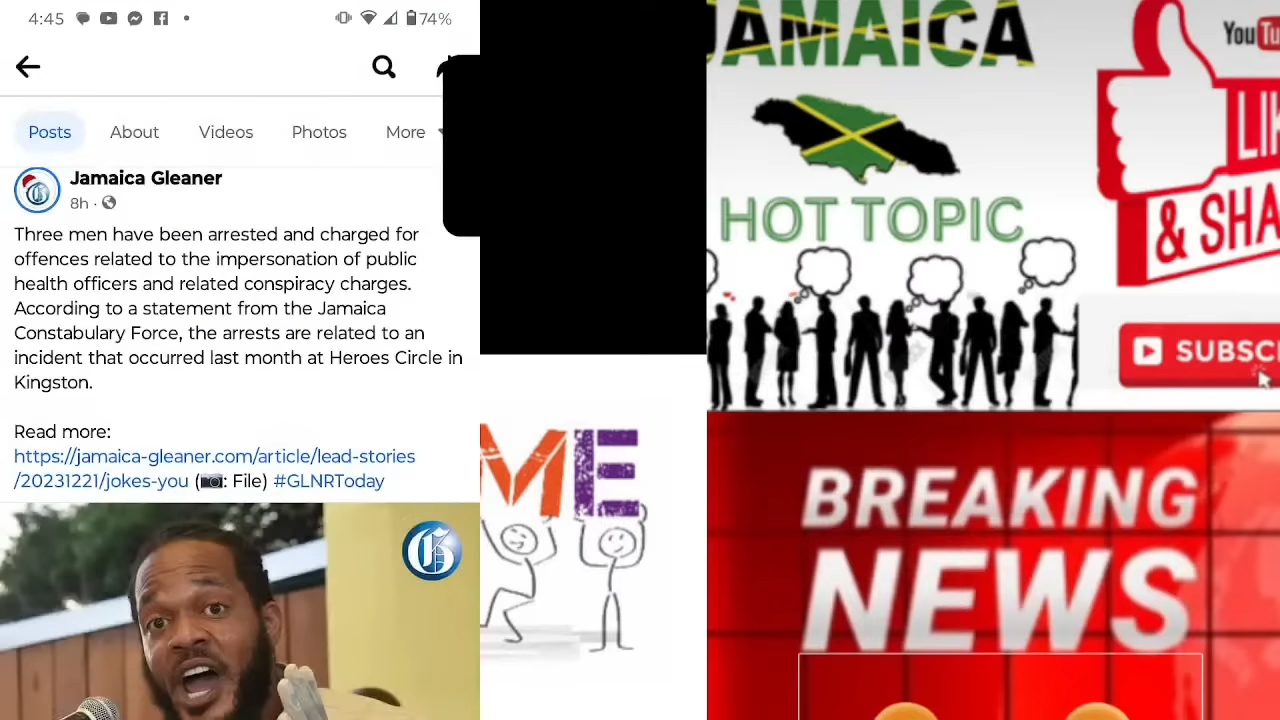 4:45
74%
Posts
About
Videos
Photos
More
Jamaica Gleaner
8h ·
Three men have been arrested and charged for
offences related to the impersonation of public
health officers and related conspiracy charges.
According to a statement from the Jamaica
Constabulary Force, the arrests are related to an
incident that occurred last month at Heroes Circle in
Kingston.
Read more:
https://jamaica-gleaner.com/article/lead-stories
/20231221/jokes-you (📷: File) #GLNRToday
G
ME
JAMAICA
HOT TOPIC
YouTu
LIK
& SHA
SUBSCI
BREAKING
NEWS